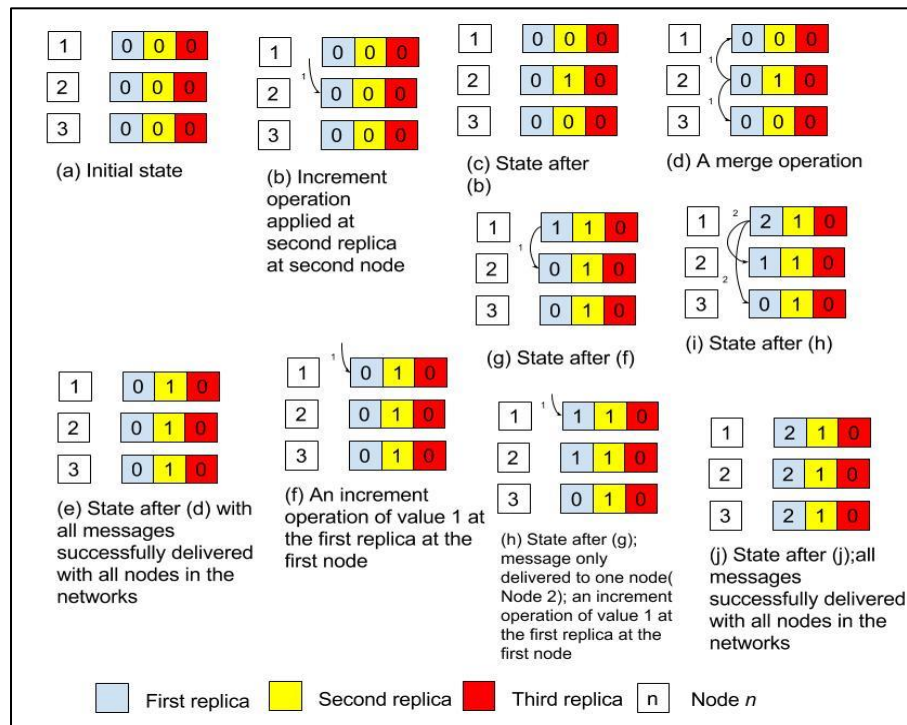 1 0 0 0
2 0 0 0
3 0 0 0
(a) Initial state
1 0 0 0
1
2 0 0 0
3 0 0 0
(b) Increment
operation
applied at
second replica
at second node
1 0 0 0
2 0 1 0
3 0 0 0
(c) State after
(b)
1 0 0 0
1
2 0 1 0
1
3 0 0 0
(d) A merge operation
1 1 1 0
1
2 0 1 0
3 0 1 0
(g) State after (f)
1 2 1 0
2
2 1 1 0
2
3 0 1 0
(i) State after (h)
1 0 1 0
2 0 1 0
3 0 1 0
(e) State after (d) with
all messages
successfully delivered
with all nodes in the
networks
1
1 0 1 0
2 0 1 0
3 0 1 0
(f) An increment
operation of value 1 at
the first replica at the
first node
1
1 1 1 0
2 1 1 0
3 0 1 0
(h) State after (g);
message only
delivered to one node(
Node 2); an increment
operation of value 1 at
the first replica at the
first node
1 2 1 0
2 2 1 0
3 2 1 0
(j) State after (j);all
messages
successfully delivered
with all nodes in the
networks
First replica Second replica Third replica n Node n